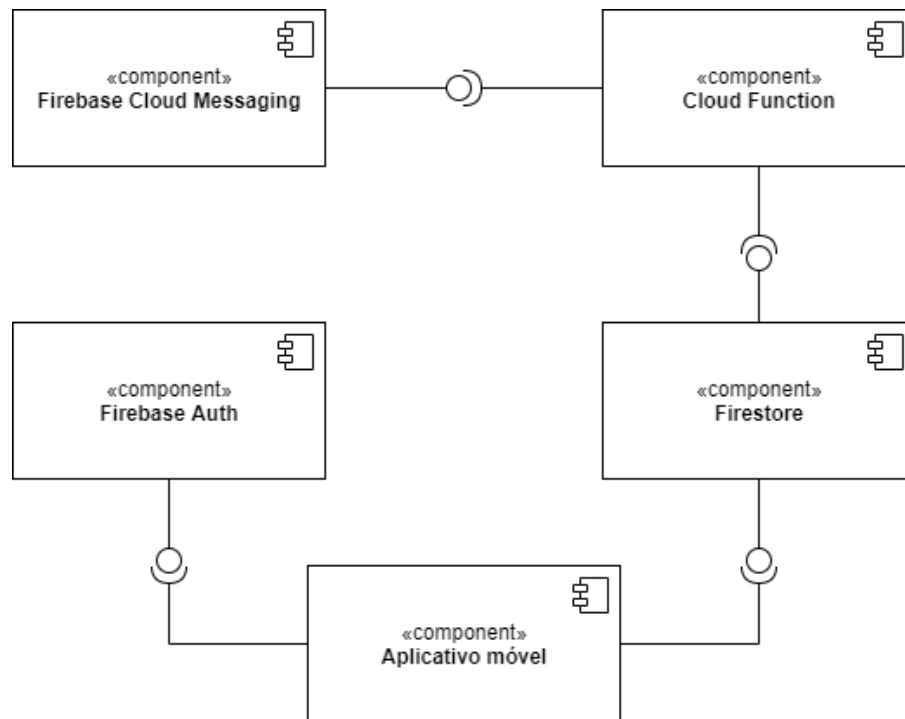 «component»
Firebase Cloud Messaging
«component»
Cloud Function
«component»
Firebase Auth
«component»
Firestore
«component»
Aplicativo móvel